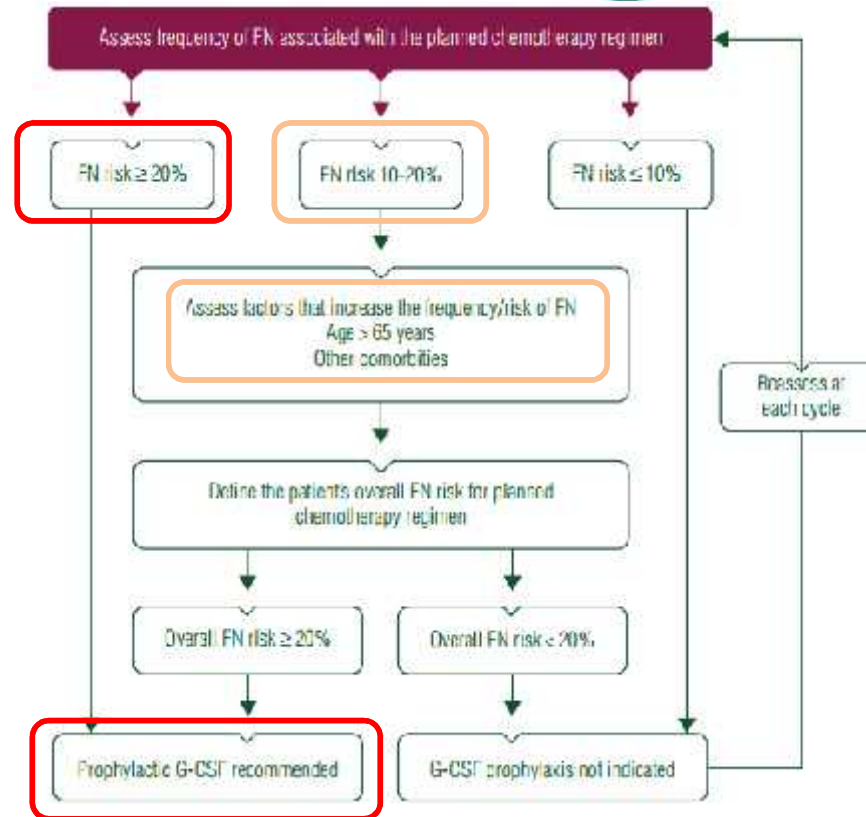 Assess frequency of FN associated with the planned chemotherapy regimen
FN risk ≥ 20%
FN risk 10-20%
FN risk ≤ 10%
Assess factors that increase the frequency/risk of FN
Age > 65 years
Other comorbities
Reassess at
each cycle
Define the patient's overall FN risk for planned
chemotherapy regimen
Overall FN risk ≥ 20%
Overall FN risk < 20%
Prophylactic G-CSF recommended
G-CSF prophylaxis not indicated